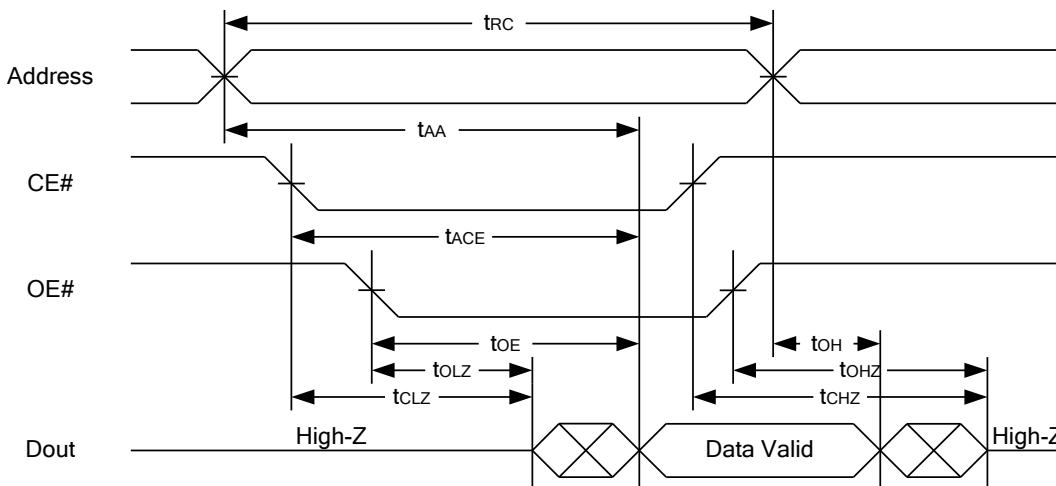 tRC
Address
tAA
CE#
tACE
OE#
tOE
tOH
tOLZ
tOHZ
tCLZ
tCHZ
High-Z
Dout
Data Valid
High-Z